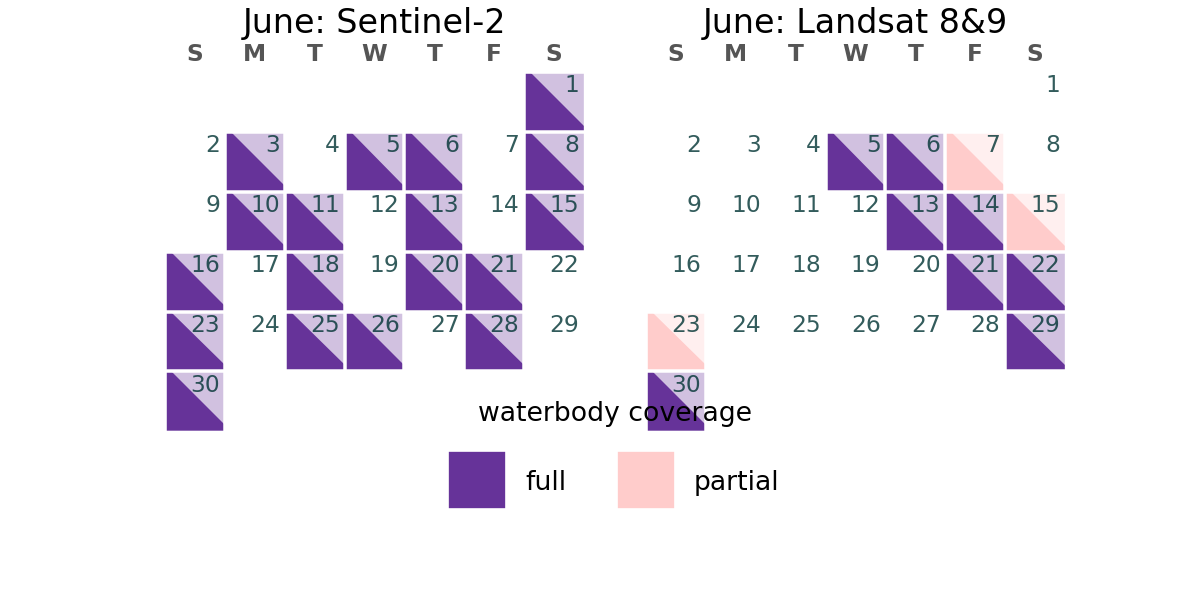 June: Sentinel-2
S M T W T F S
1
2 3 4 5 6 7 8
9 10 11 12 13 14 15
16 17 18 19 20 21 22
23 24 25 26 27 28 29
30
June: Landsat 8&9
S M T W T F S
1
2 3 4 5 6 7 8
9 10 11 12 13 14 15
16 17 18 19 20 21 22
23 24 25 26 27 28 29
30
waterbody coverage
full partial